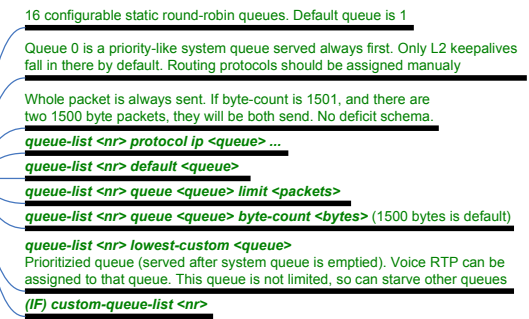 16 configurable static round-robin queues. Default queue is 1
Queue 0 is a priority-like system queue served always first. Only L2 keepalives
fall in there by default. Routing protocols should be assigned manualy
Whole packet is always sent. If byte-count is 1501, and there are
two 1500 byte packets, they will be both send. No deficit schema.
queue-list <nr> protocol ip <queue> ...
queue-list <nr> default <queue>
queue-list <nr> queue <queue> limit <packets>
queue-list <nr> queue <queue> byte-count <bytes> (1500 bytes is default)
queue-list <nr> lowest-custom <queue>
Prioritizied queue (served after system queue is emptied). Voice RTP can be
assigned to that queue. This queue is not limited, so can starve other queues
(IF) custom-queue-list <nr>